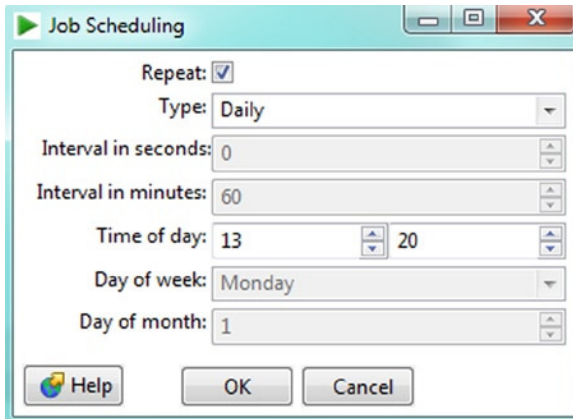 Job Scheduling
Repeat:
Type: Daily
Interval in seconds: 0
Interval in minutes: 60
Time of day: 13 20
Day of week: Monday
Day of month: 1
Help OK Cancel